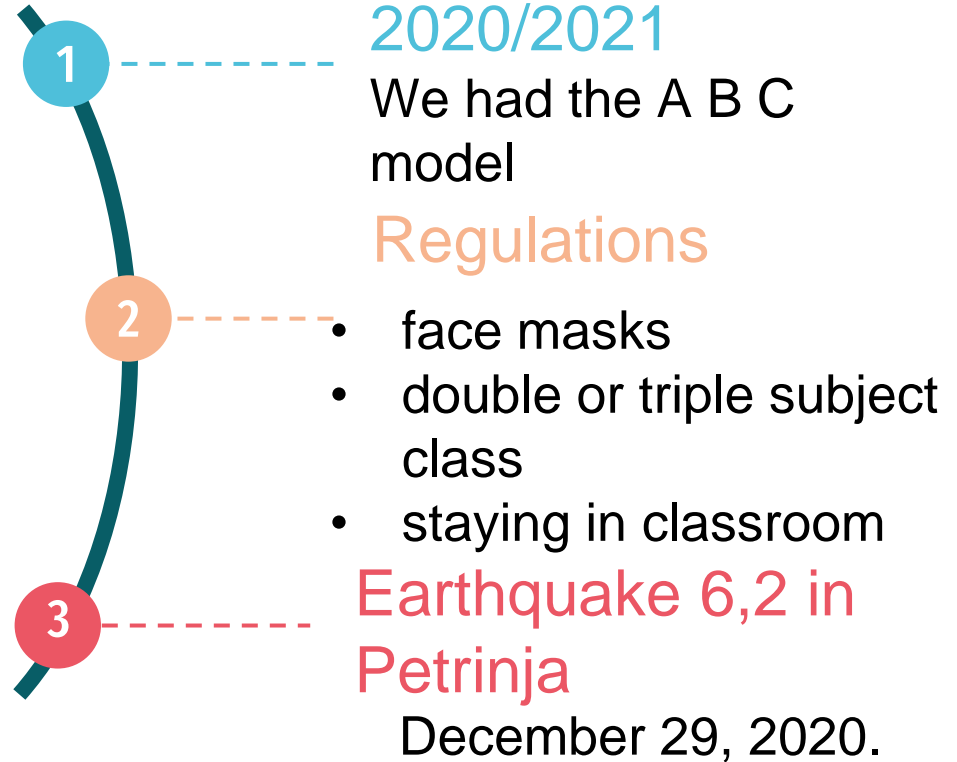 1
2020/2021
We had the A B C
model
2
Regulations
• face masks
• double or triple subject
class
• staying in classroom
3
Earthquake 6,2 in
Petrinja
December 29, 2020.